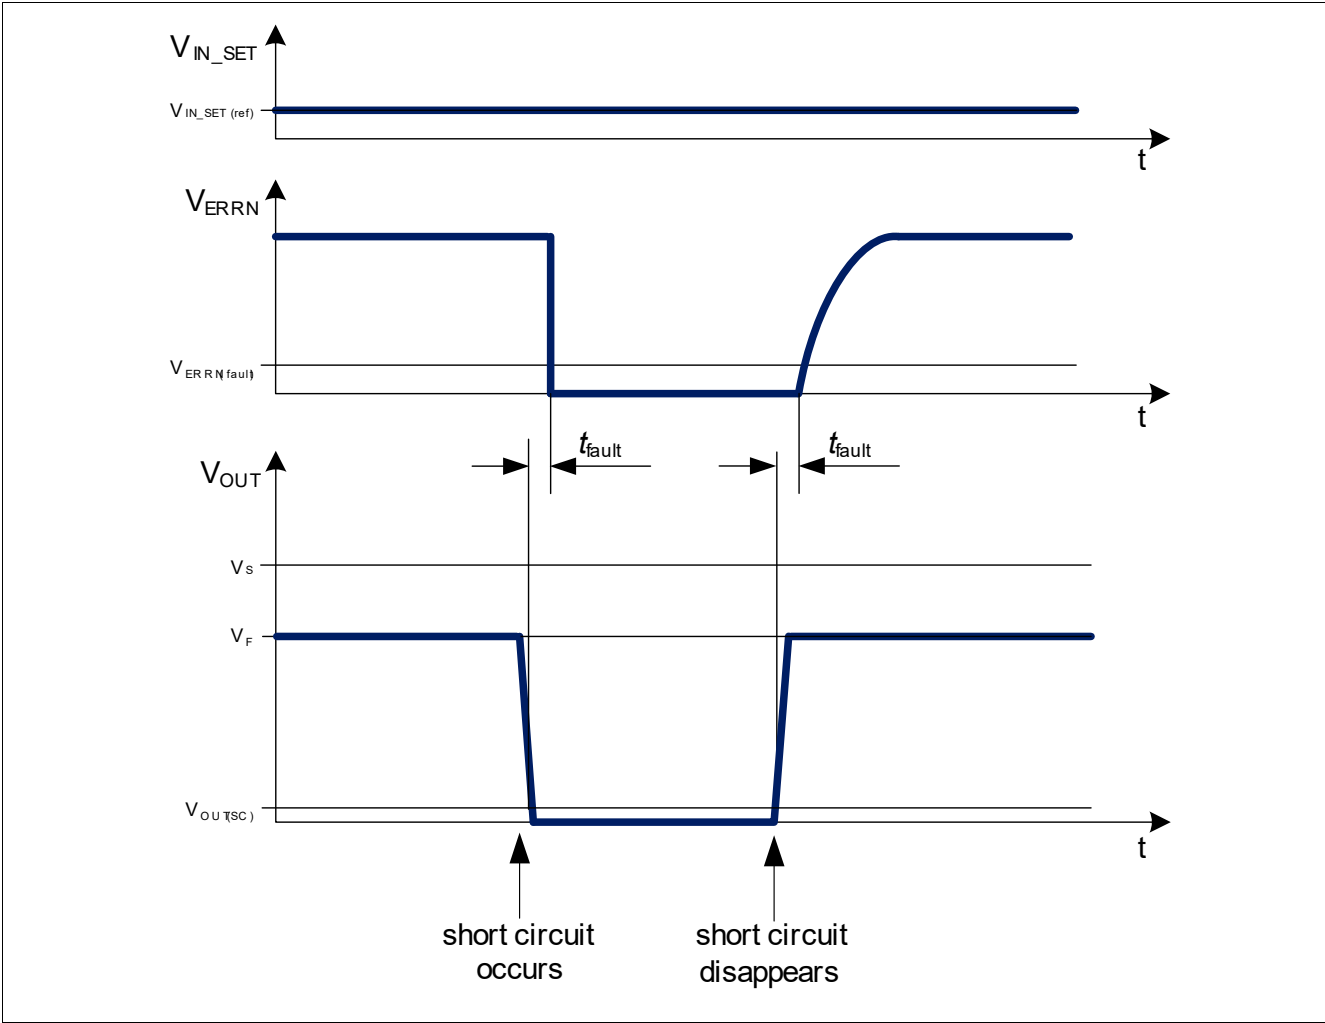 V IN_SET
V IN_SET (ref)
t
V ERRN
V ERRN(fault)
t
t fault t fault
V OUT
V S
V F
V OUT(SC)
t
short circuit short circuit
occurs disappears